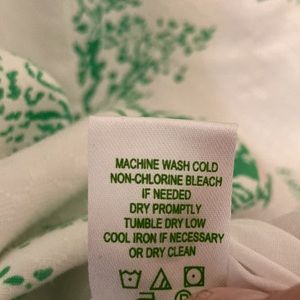 MACHINE WASH COLD
NON-CHLORINE BLEACH
IF NEEDED
DRY PROMPTLY
TUMBLE DRY LOW
COOL IRON IF NECESSARY
OR DRY CLEAN